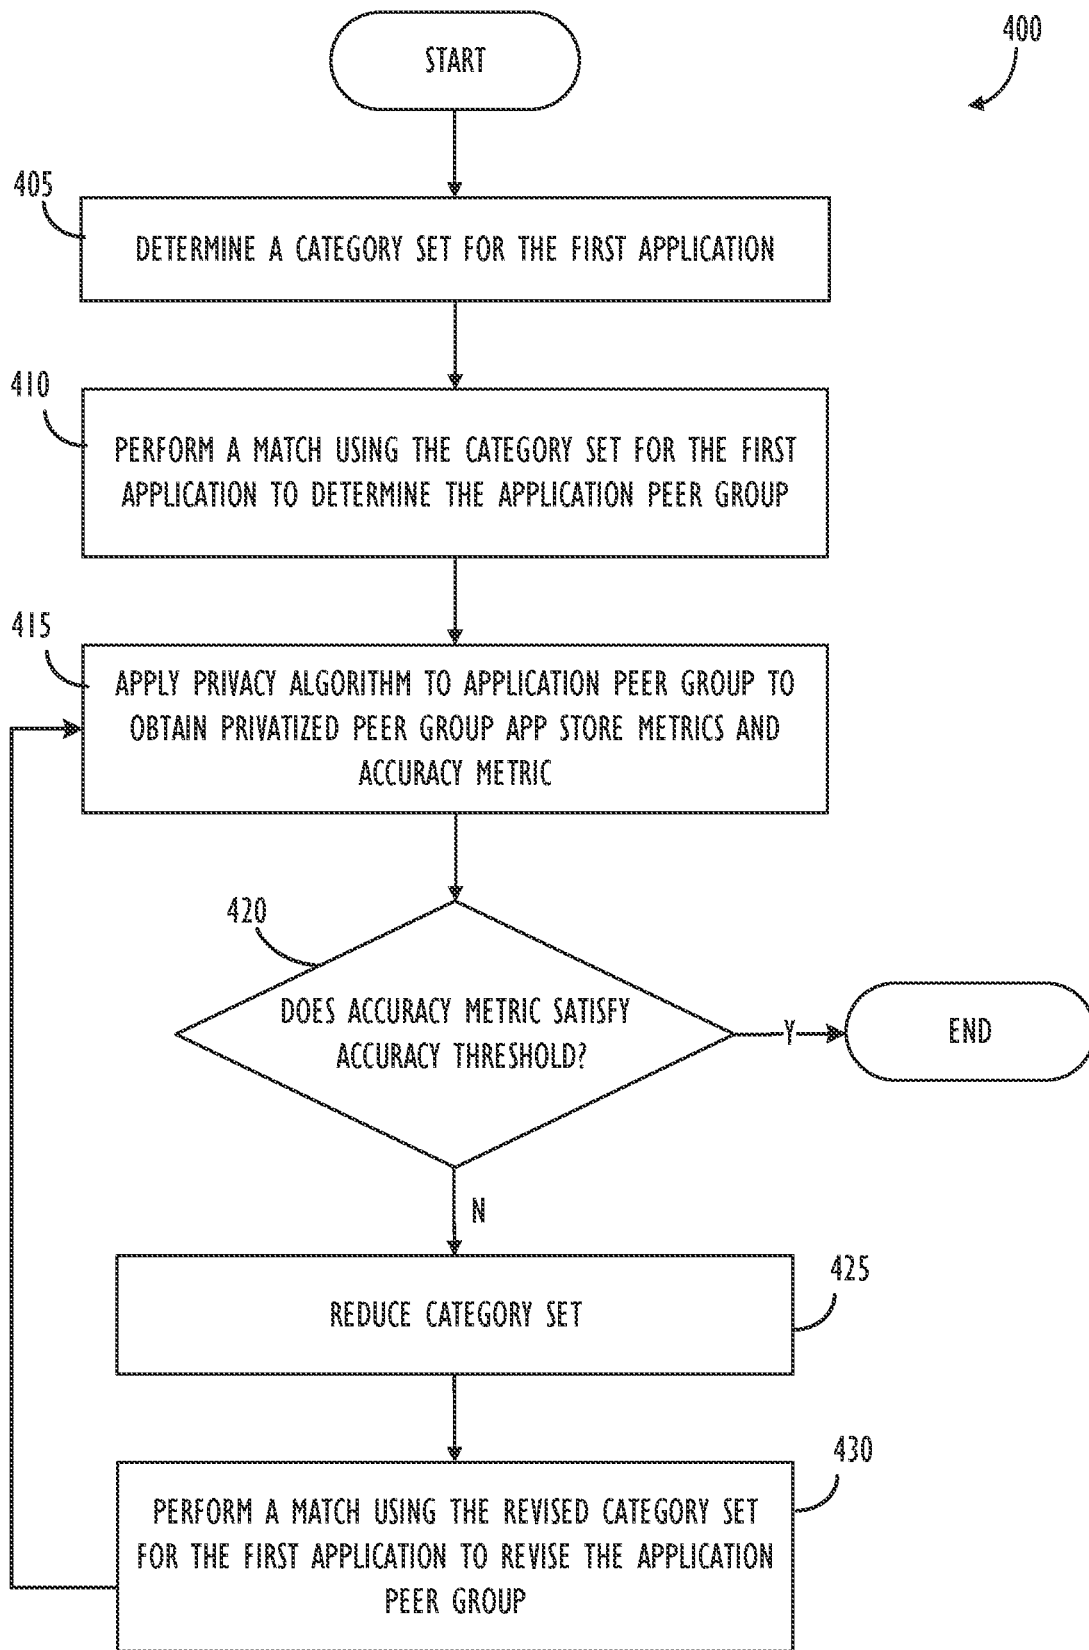 400
START
405
DETERMINE A CATEGORY SET FOR THE FIRST APPLICATION
410
PERFORM A MATCH USING THE CATEGORY SET FOR THE FIRST
APPLICATION TO DETERMINE THE APPLICATION PEER GROUP
415
APPLY PRIVACY ALGORITHM TO APPLICATION PEER GROUP TO
OBTAIN PRIVATIZED PEER GROUP APP STORE METRICS AND
ACCURACY METRIC
420
DOES ACCURACY METRIC SATISFY
ACCURACY THRESHOLD?
Y
END
N
425
REDUCE CATEGORY SET
430
PERFORM A MATCH USING THE REVISED CATEGORY SET
FOR THE FIRST APPLICATION TO REVISE THE APPLICATION
PEER GROUP